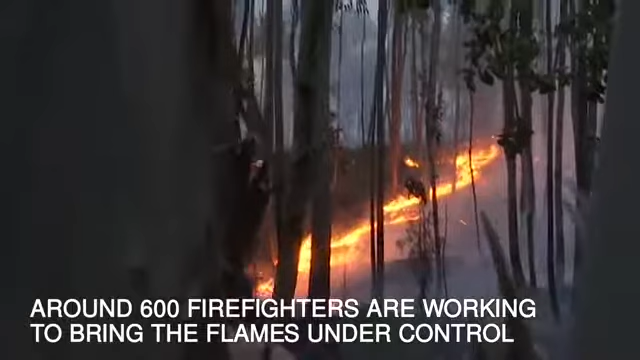 AROUND 600 FIREFIGHTERS ARE WORKING
TO BRING THE FLAMES UNDER CONTROL